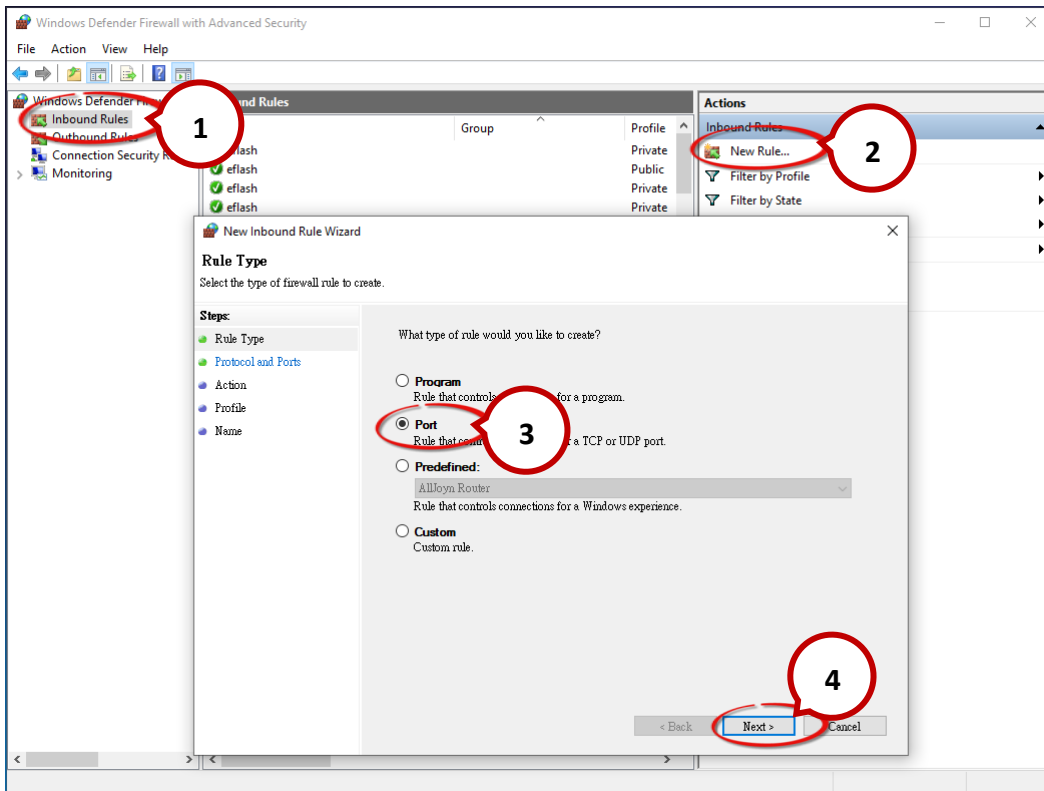 Windows Defender Firewall with Advanced Security
File Action View Help
Windows Defender
Inbound Rules
Outbound Rules
Connection Security
Monitoring
Rules
Group Profile
eflash Private
eflash Public
eflash Private
eflash Private
Actions
Inbound Rules
New Rule...
Filter by Profile
Filter by State
1
2
New Inbound Rule Wizard
Rule Type
Select the type of firewall rule to create.
Steps:
Rule Type
Protocol and Ports
Action
Profile
Name
What type of rule would you like to create?
Program
Rule that controls for a program.
Port
Rule that a TCP or UDP port.
3
Predefined:
AllJoyn Router
Rule that controls connections for a Windows experience.
Custom
Custom rule.
4
< Back Next > Cancel